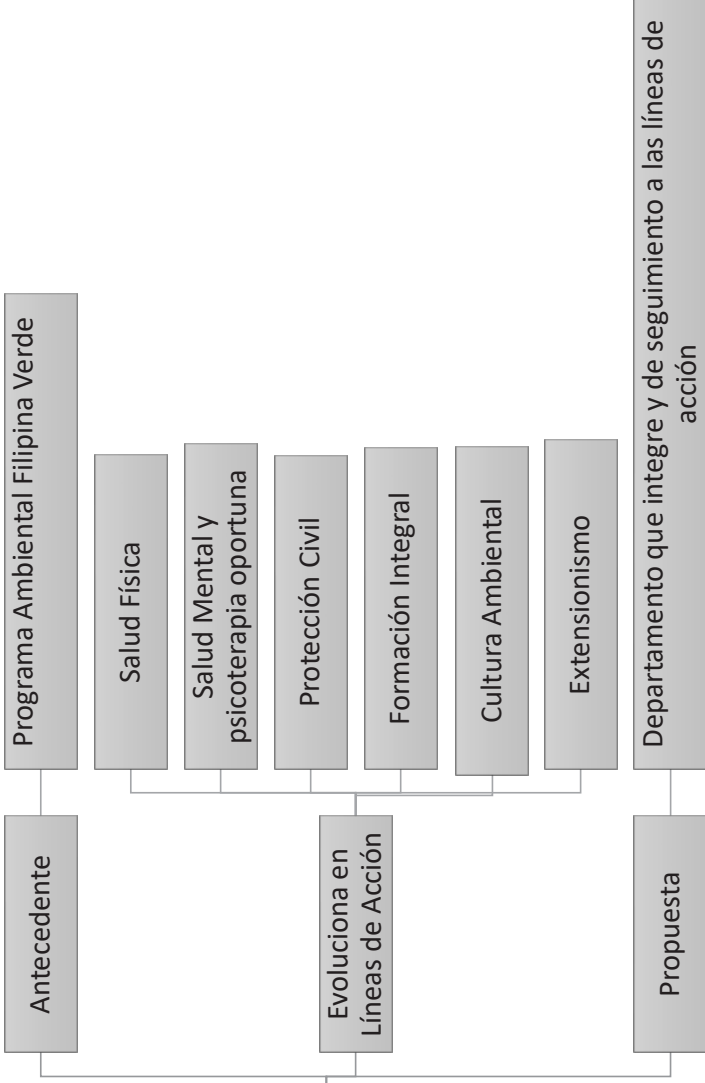 Antecedente
Programa Ambiental Filipina Verde
Evoluciona en
Líneas de Acción
Salud Física
Salud Mental y
psicoterapia oportuna
Protección Civil
Formación Integral
Cultura Ambiental
Extensionismo
Propuesta
Departamento que integre y de seguimiento a las líneas de
acción